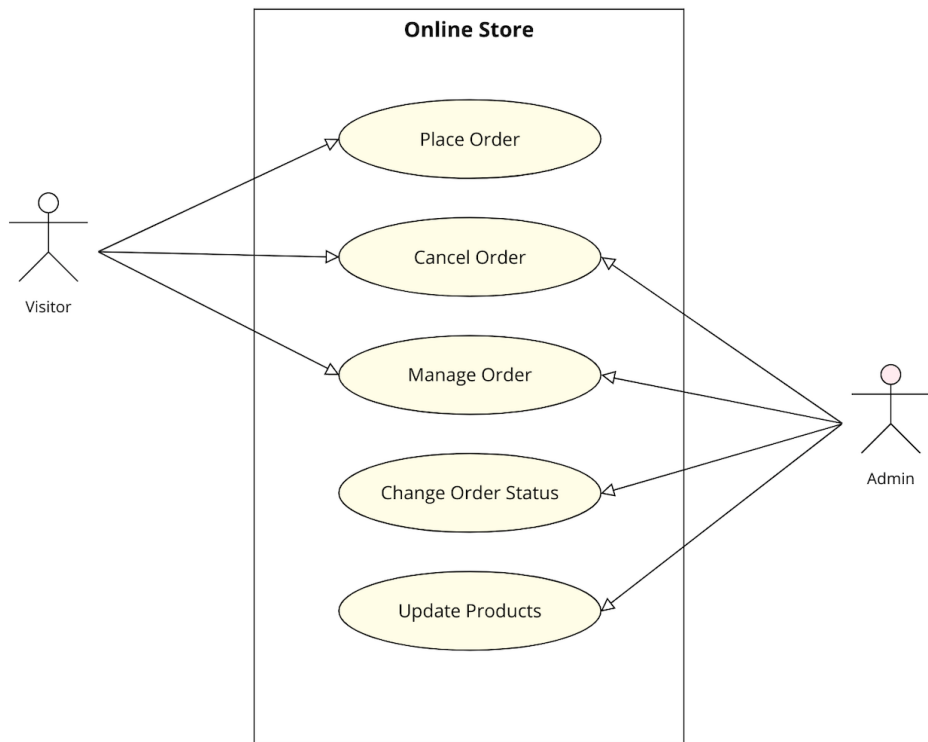 Online Store
Place Order
Cancel Order
Visitor
Manage Order
Admin
Change Order Status
Update Products